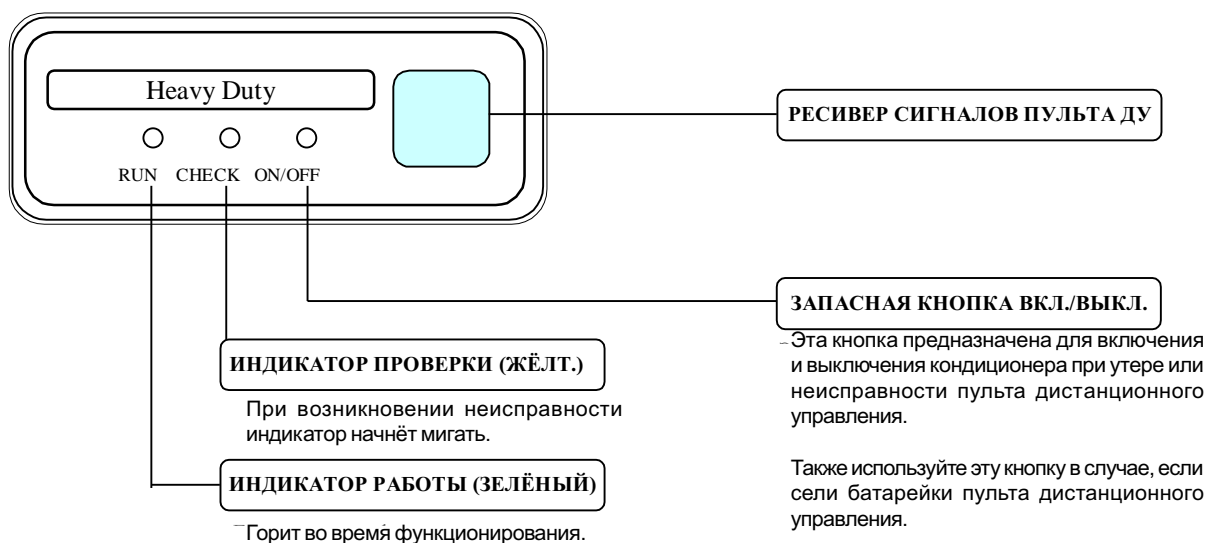 Heavy Duty
RUN CHECK ON/OFF
РЕСИВЕР СИГНАЛОВ ПУЛЬТА ДУ
ЗАПАСНАЯ КНОПКА ВКЛ./ВЫКЛ.
Эта кнопка предназначена для включения
и выключения кондиционера при утере или
неисправности пульта дистанционного
управления.
Также используйте эту кнопку в случае, если
сели батарейки пульта дистанционного
управления.
ИНДИКАТОР ПРОВЕРКИ (ЖЁЛТ.)
При возникновении неисправности
индикатор начнёт мигать.
ИНДИКАТОР РАБОТЫ (ЗЕЛЁНЫЙ)
Горит во время функционирования.